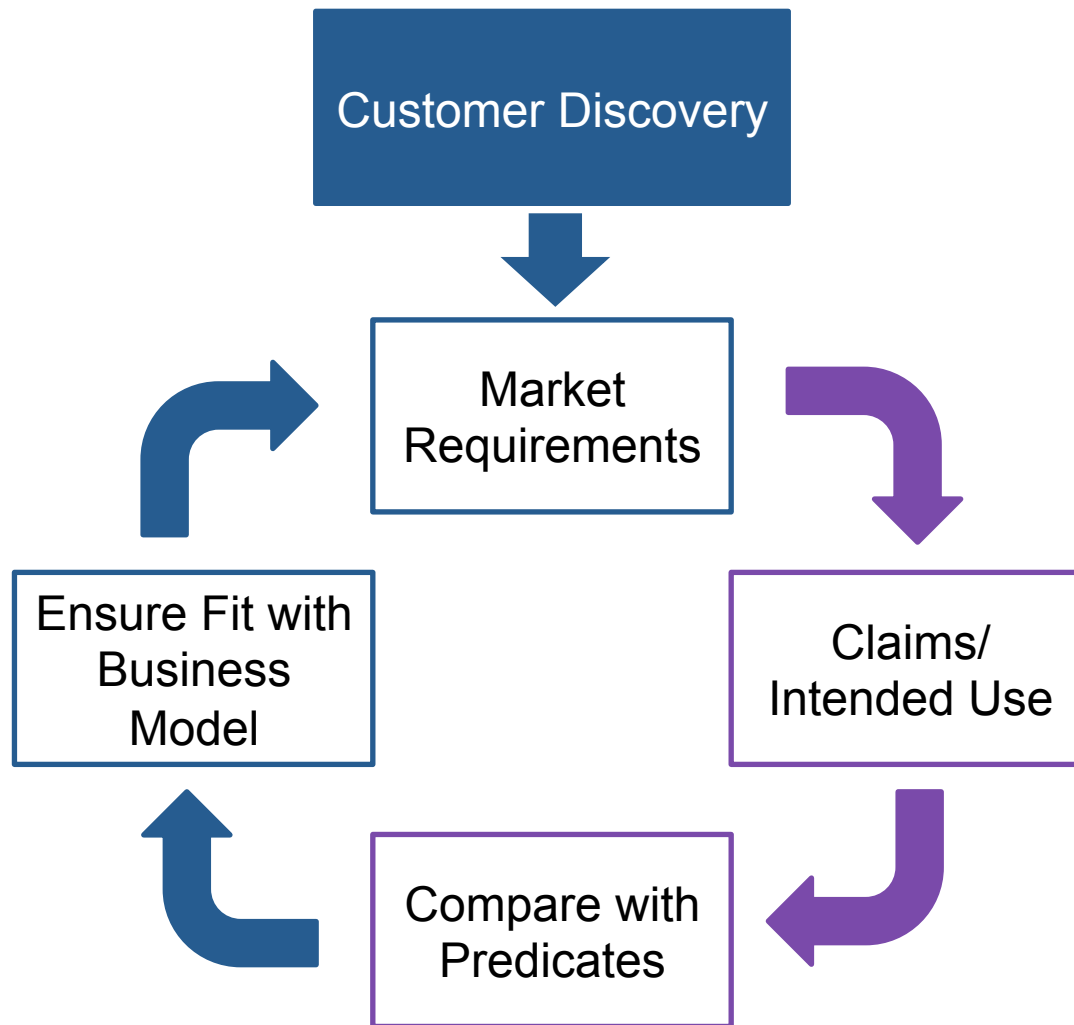 Customer Discovery
Market
Requirements
Claims/
Intended Use
Compare with
Predicates
Ensure Fit with
Business
Model